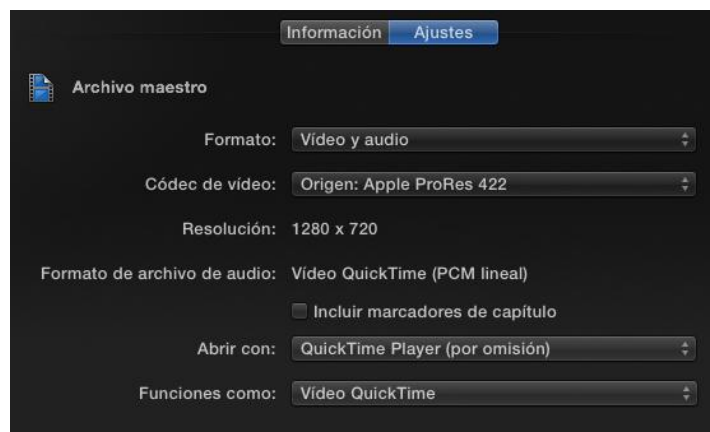 Información Ajustes
Archivo maestro
Formato: Vídeo y audio
Códec de vídeo: Origen: Apple ProRes 422
Resolución: 1280 x 720
Formato de archivo de audio: Vídeo QuickTime (PCM lineal)
Incluir marcadores de capítulo
Abrir con: QuickTime Player (por omisión)
Funciones como: Vídeo QuickTime